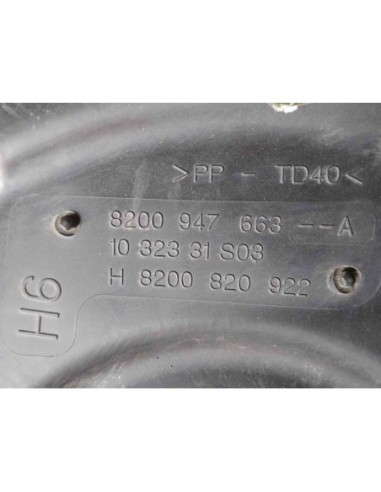 >PP - TD40<
8200 947 663--A
10 323 31 S03
H 8200 820 922
H6